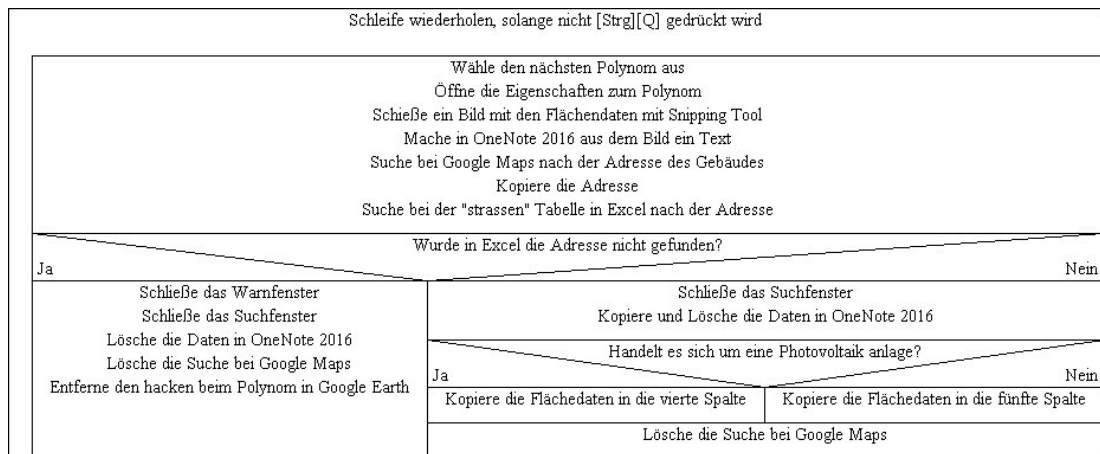 Schleife wiederholen, solange nicht [Strg][Q] gedrückt wird
Wähle den nächsten Polynom aus
Öffne die Eigenschaften zum Polynom
Schieße ein Bild mit den Flächendaten mit Snipping Tool
Mache in OneNote 2016 aus dem Bild ein Text
Suche bei Google Maps nach der Adresse des Gebäudes
Kopiere die Adresse
Suche bei der "strassen" Tabelle in Excel nach der Adresse
Wurde in Excel die Adresse nicht gefunden?
Ja
Nein
Schließe das Warnfenster
Schließe das Suchfenster
Lösche die Daten in OneNote 2016
Lösche die Suche bei Google Maps
Entferne den hacken beim Polynom in Google Earth
Schließe das Suchfenster
Kopiere und Lösche die Daten in OneNote 2016
Handelt es sich um eine Photovoltaik anlage?
Ja
Nein
Kopiere die Flächedaten in die vierte Spalte
Kopiere die Flächedaten in die fünfte Spalte
Lösche die Suche bei Google Maps